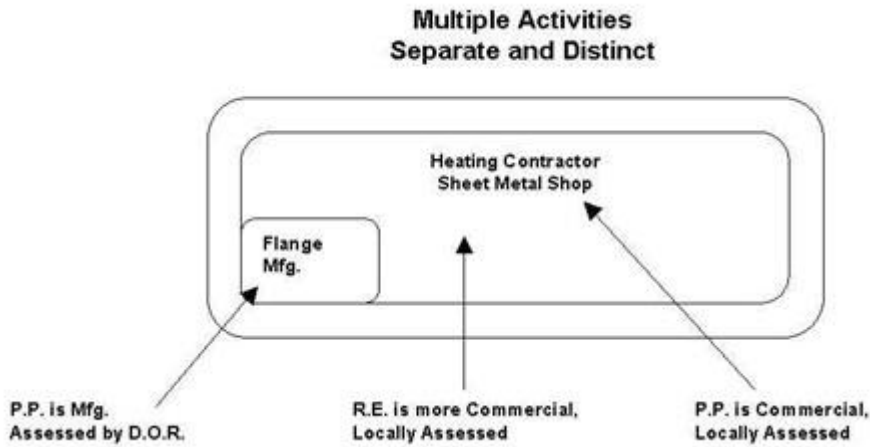 Multiple Activities
Separate and Distinct
Heating Contractor
Sheet Metal Shop
Flange
Mfg.
P.P. is Mfg.
Assessed by D.O.R.
R.E. is more Commercial,
Locally Assessed
P.P. is Commercial,
Locally Assessed